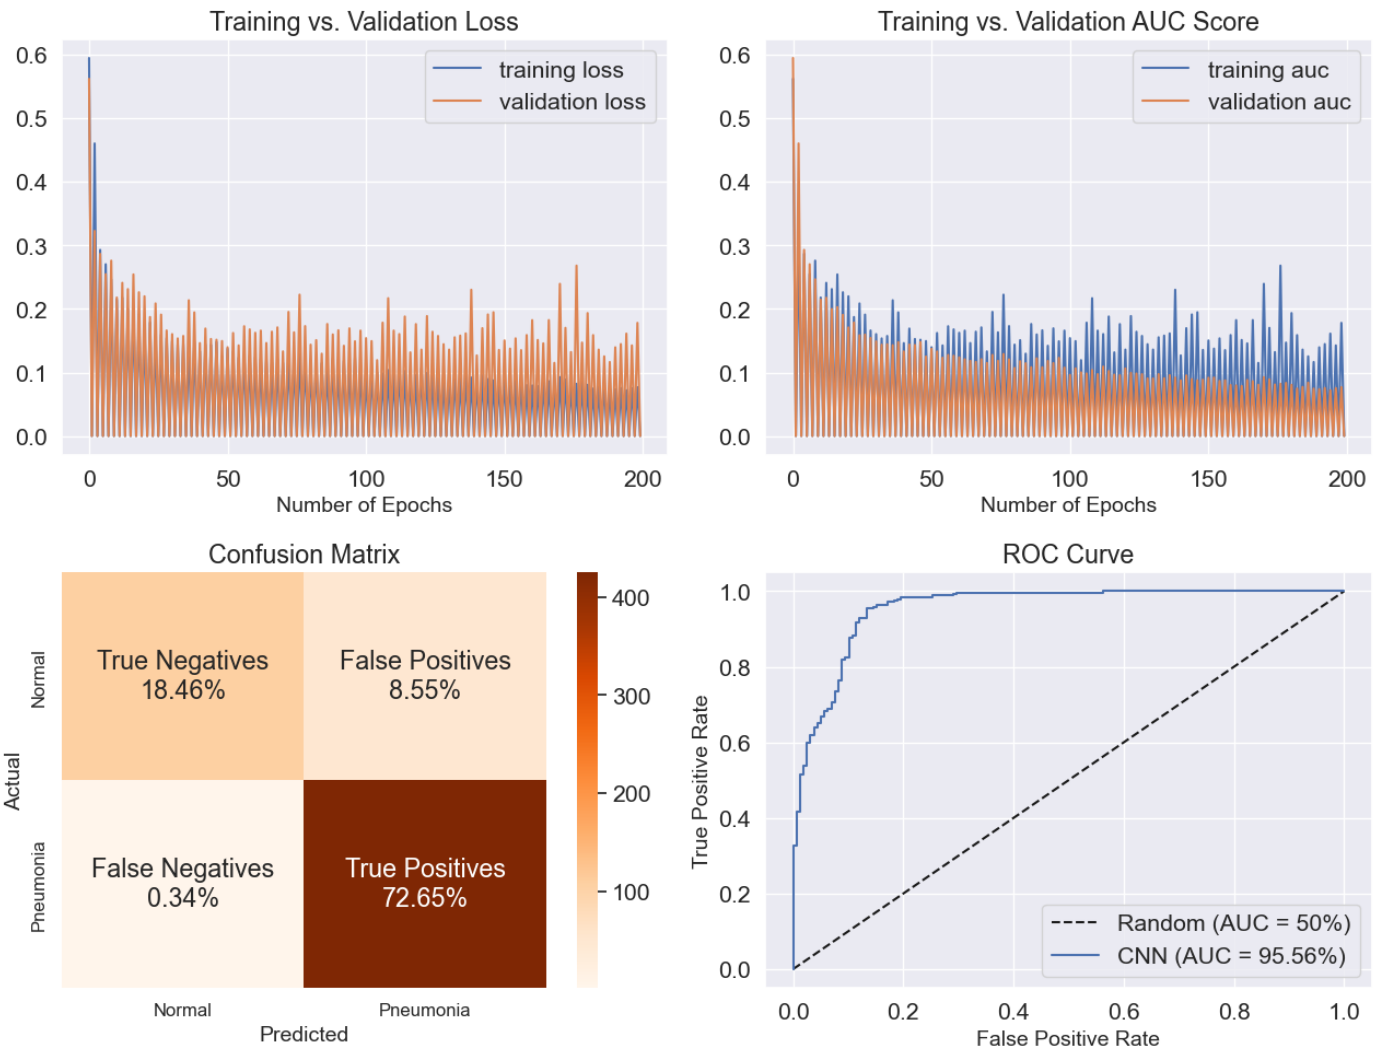 Training vs. Validation Loss
0.6
0.5
0.4
0.3
0.2
0.1
0.0
training loss
validation loss
0 50 100 150 200
Number of Epochs
Training vs. Validation AUC Score
0.6
0.5
0.4
0.3
0.2
0.1
0.0
training auc
validation auc
0 50 100 150 200
Number of Epochs
Confusion Matrix
Actual
Normal
Pneumonia
True Negatives
18.46%
False Positives
8.55%
False Negatives
0.34%
True Positives
72.65%
Normal Pneumonia
Predicted
400
300
200
100
ROC Curve
True Positive Rate
1.0
0.8
0.6
0.4
0.2
0.0
Random (AUC = 50%)
CNN (AUC = 95.56%)
0.0 0.2 0.4 0.6 0.8 1.0
False Positive Rate